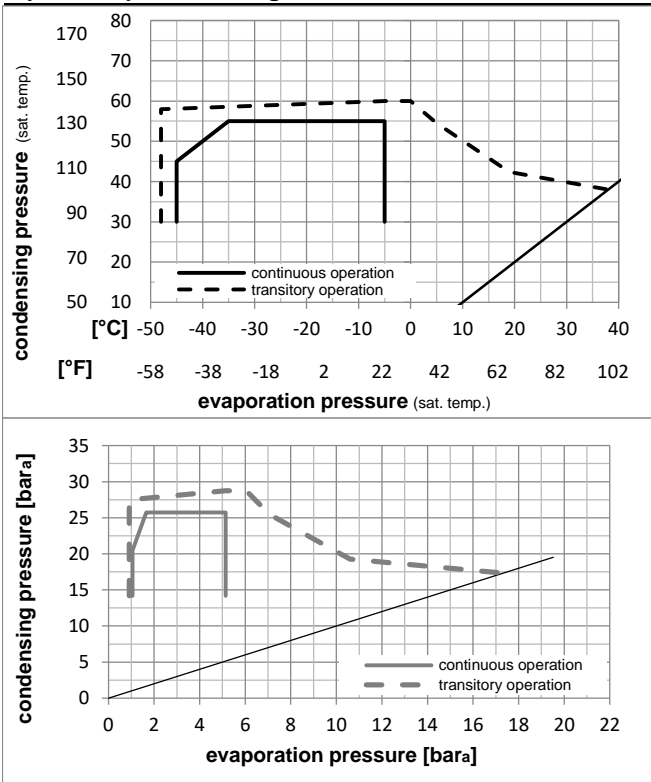 condensing pressure (sat. temp.)
170 80
70
150 60
130 50
110 40
90 30
70 20
50 10
continuous operation
transitory operation
[°C] -50 -40 -30 -20 -10 0 10 20 30 40
[°F] -58 -38 -18 2 22 42 62 82 102
evaporation pressure (sat. temp.)
condensing pressure [bara]
35
30
25
20
15
10
5
0
continuous operation
transitory operation
0 2 4 6 8 10 12 14 16 18 20 22
evaporation pressure [bara]